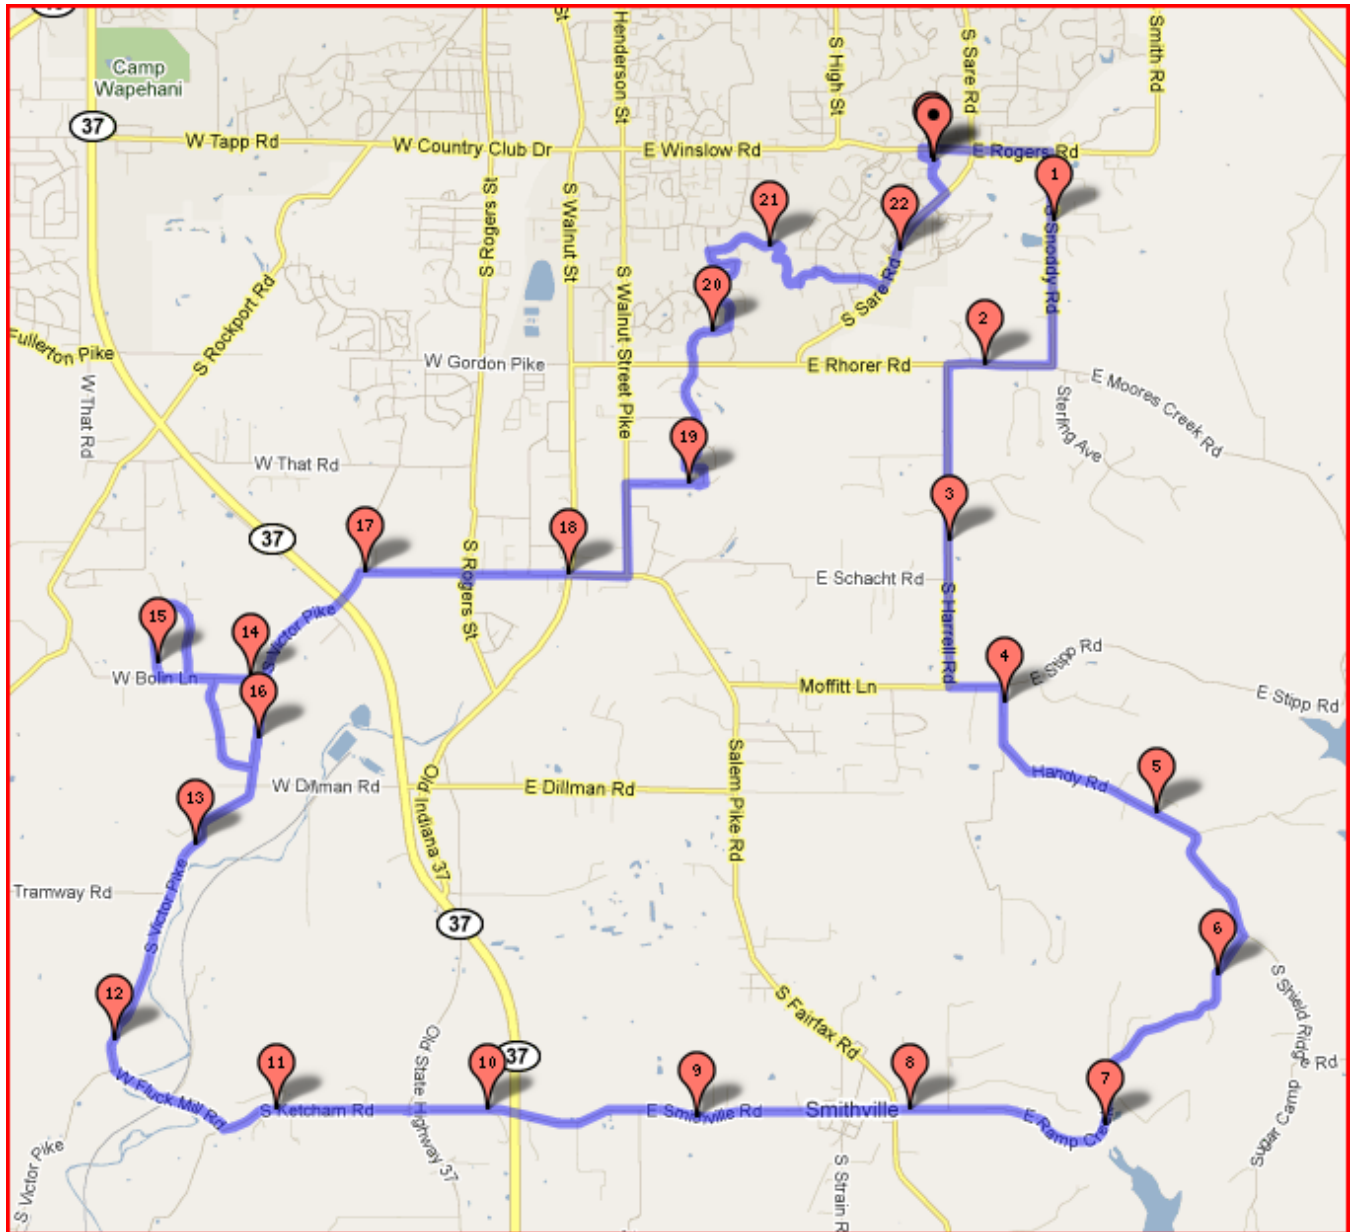 37
St
Henderson St
S High St
S Sare Rd
Smith Rd
Camp
Wapehani
37
W Tapp Rd
W Country Club Dr
E Winslow Rd
E Rogers Rd
1
S Snoddy Rd
21
22
S Rogers St
S Walnut St
S Walnut Street Pike
20
S Sare Rd
2
S Rockport Rd
Fullerton Pike
W That Rd
W Gordon Pike
E Rhorer Rd
E Moores Creek Rd
Sterling Ave
19
W That Rd
3
37
17
18
S Rogers St
E Schacht Rd
S Harrell Rd
15
14
S Victor Pike
W Bolin Ln
16
4
E Stipp Rd
E Stipp Rd
Moffitt Ln
13
W Dillman Rd
Old Indiana 37
E Dillman Rd
Salem Pike Rd
Handy Rd
5
Tramway Rd
S Victor Pike
37
6
S Shield Ridge Rd
12
S Fairfax Rd
Old State Highway 37
11
10
37
9
8
7
W Fluck Mill Rd
S Ketcham Rd
E Smithville Rd
Smithville
E Ramp Creek
Sugar Camp
S Victor Pike
S Strain R